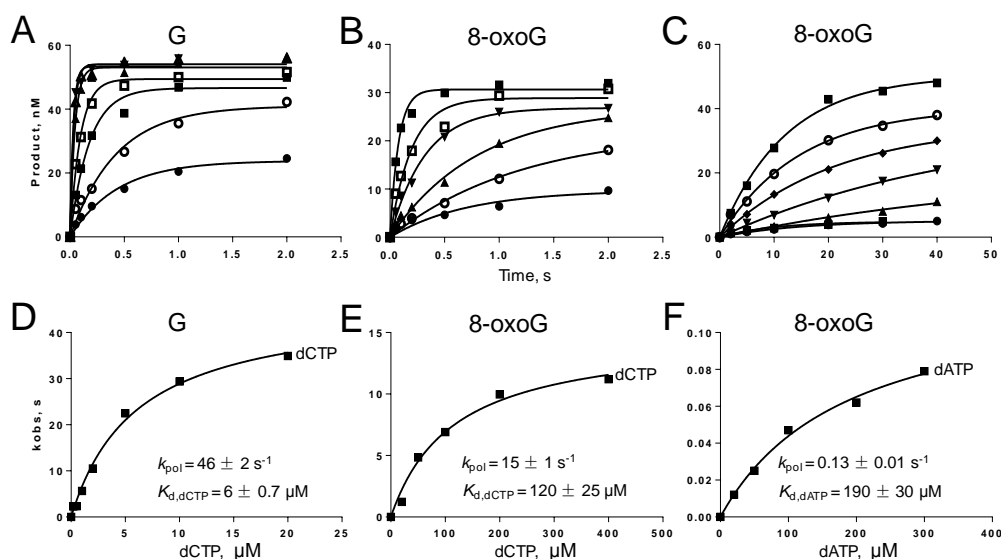 A
G
B
8-oxoG
C
8-oxoG
Product, nM
60
40
20
0
0.0 0.5 1.0 1.5 2.0 2.5
40
30
20
10
0
0.0 0.5 1.0 1.5 2.0 2.5
Time, s
60
40
20
0
0 10 20 30 40 50
D
G
E
8-oxoG
F
8-oxoG
kobs, s
40
30
20
10
0
dCTP
kpol = 46 ± 2 s-1
Kd,dCTP = 6 ± 0.7 µM
0 5 10 15 20 25
dCTP, µM
15
10
5
0
dCTP
kpol = 15 ± 1 s-1
Kd,dCTP = 120 ± 25 µM
0 100 200 300 400 500
dCTP, µM
0.10
0.08
0.06
0.04
0.02
0.00
dATP
kpol = 0.13 ± 0.01 s-1
Kd,dATP = 190 ± 30 µM
0 100 200 300 400
dATP, µM